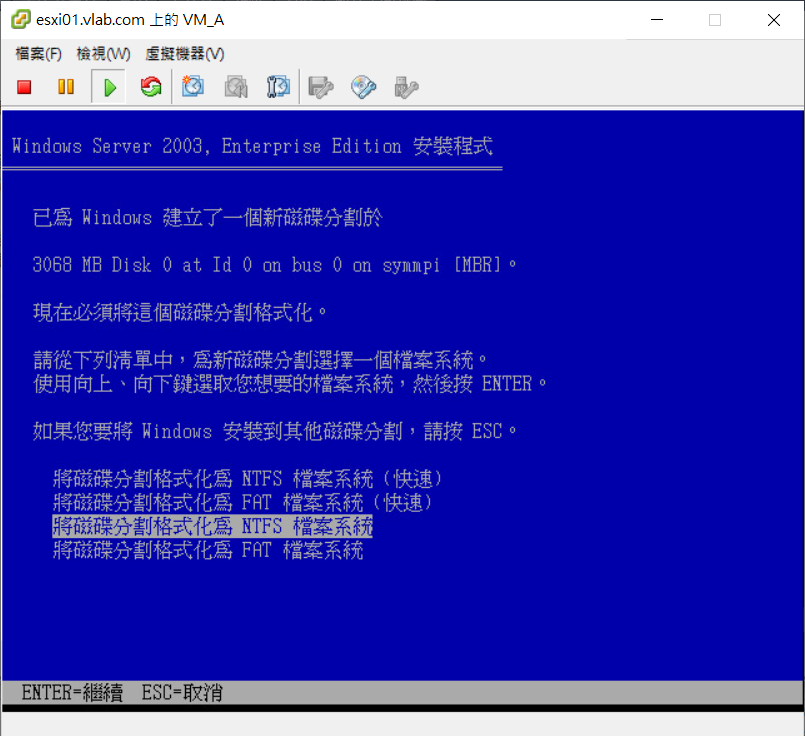 esxi01.vlab.com 上的 VM_A
檔案(F) 檢視(W) 虛擬機器(V)
Windows Server 2003, Enterprise Edition 安裝程式
已為 Windows 建立了一個新磁碟分割於
3068 MB Disk 0 at Id 0 on bus 0 on symmpi [MBR]。
現在必須將這個磁碟分割格式化。
請從下列清單中，為新磁碟分割選擇一個檔案系統。
使用向上、向下鍵選取您想要的檔案系統，然後按 ENTER。
如果您要將 Windows 安裝到其他磁碟分割，請按 ESC。
將磁碟分割格式化為 NTFS 檔案系統（快速）
將磁碟分割格式化為 FAT 檔案系統（快速）
將磁碟分割格式化為 NTFS 檔案系統
將磁碟分割格式化為 FAT 檔案系統
ENTER=繼續 ESC=取消